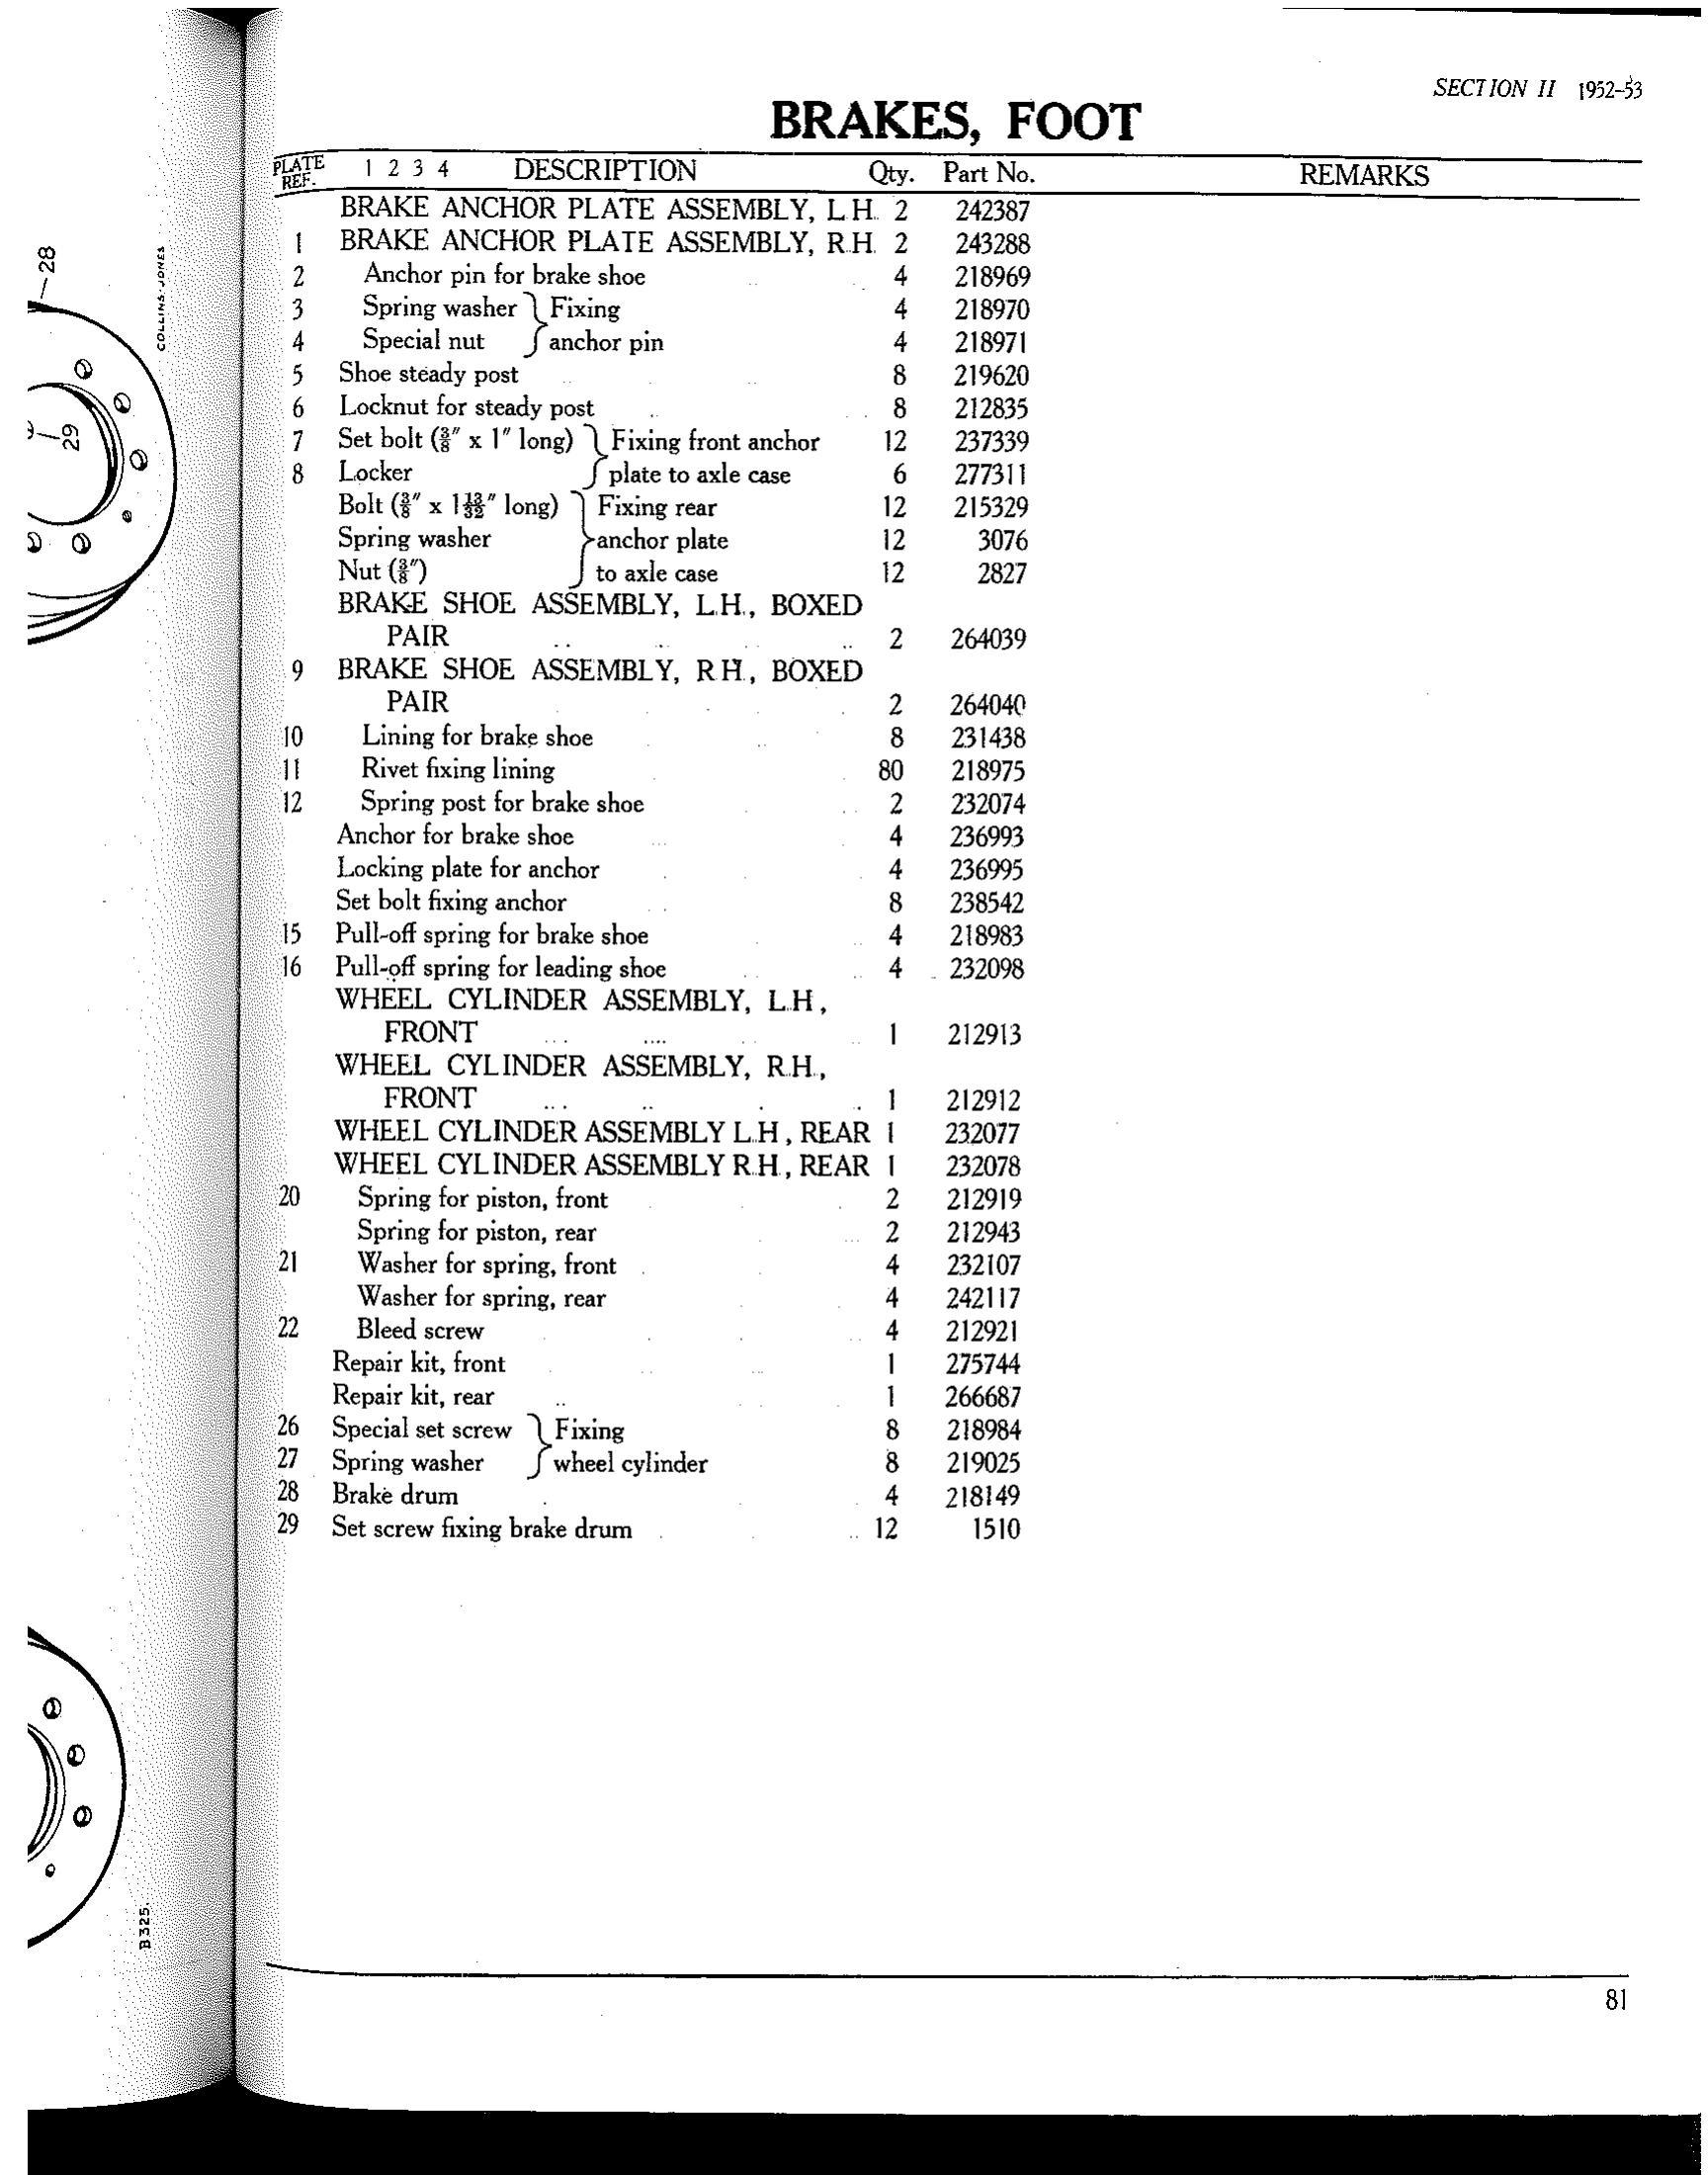 SECTION II 1952-53
BRAKES, FOOT
PLATE REF. 1 2 3 4 DESCRIPTION Qty. Part No. REMARKS
BRAKE ANCHOR PLATE ASSEMBLY, L.H. 2 242387
1 BRAKE ANCHOR PLATE ASSEMBLY, R.H. 2 243288
2 Anchor pin for brake shoe 4 218969
3 Spring washer } Fixing 4 218970
4 Special nut } anchor pin 4 218971
5 Shoe steady post 8 219620
6 Locknut for steady post 8 212835
7 Set bolt (⅜″ x 1″ long) } Fixing front anchor 12 237339
8 Locker } plate to axle case 6 277311
Bolt (⅜″ x 1 13/32″ long) } Fixing rear 12 215329
Spring washer } anchor plate 12 3076
Nut (⅜″) } to axle case 12 2827
BRAKE SHOE ASSEMBLY, L.H., BOXED
PAIR 2 264039
9 BRAKE SHOE ASSEMBLY, R.H., BOXED
PAIR 2 264040
10 Lining for brake shoe 8 231438
11 Rivet fixing lining 80 218975
12 Spring post for brake shoe 2 232074
Anchor for brake shoe 4 236993
Locking plate for anchor 4 236995
Set bolt fixing anchor 8 238542
15 Pull-off spring for brake shoe 4 218983
16 Pull-off spring for leading shoe 4 232098
WHEEL CYLINDER ASSEMBLY, L.H.,
FRONT 1 212913
WHEEL CYLINDER ASSEMBLY, R.H.,
FRONT 1 212912
WHEEL CYLINDER ASSEMBLY L.H., REAR 1 232077
WHEEL CYLINDER ASSEMBLY R.H., REAR 1 232078
20 Spring for piston, front 2 212919
Spring for piston, rear 2 212943
21 Washer for spring, front 4 232107
Washer for spring, rear 4 242117
22 Bleed screw 4 212921
Repair kit, front 1 275744
Repair kit, rear 1 266687
26 Special set screw } Fixing 8 218984
27 Spring washer } wheel cylinder 8 219025
28 Brake drum 4 218149
29 Set screw fixing brake drum 12 1510
81
28
COLLINS-JONES
29
B325.